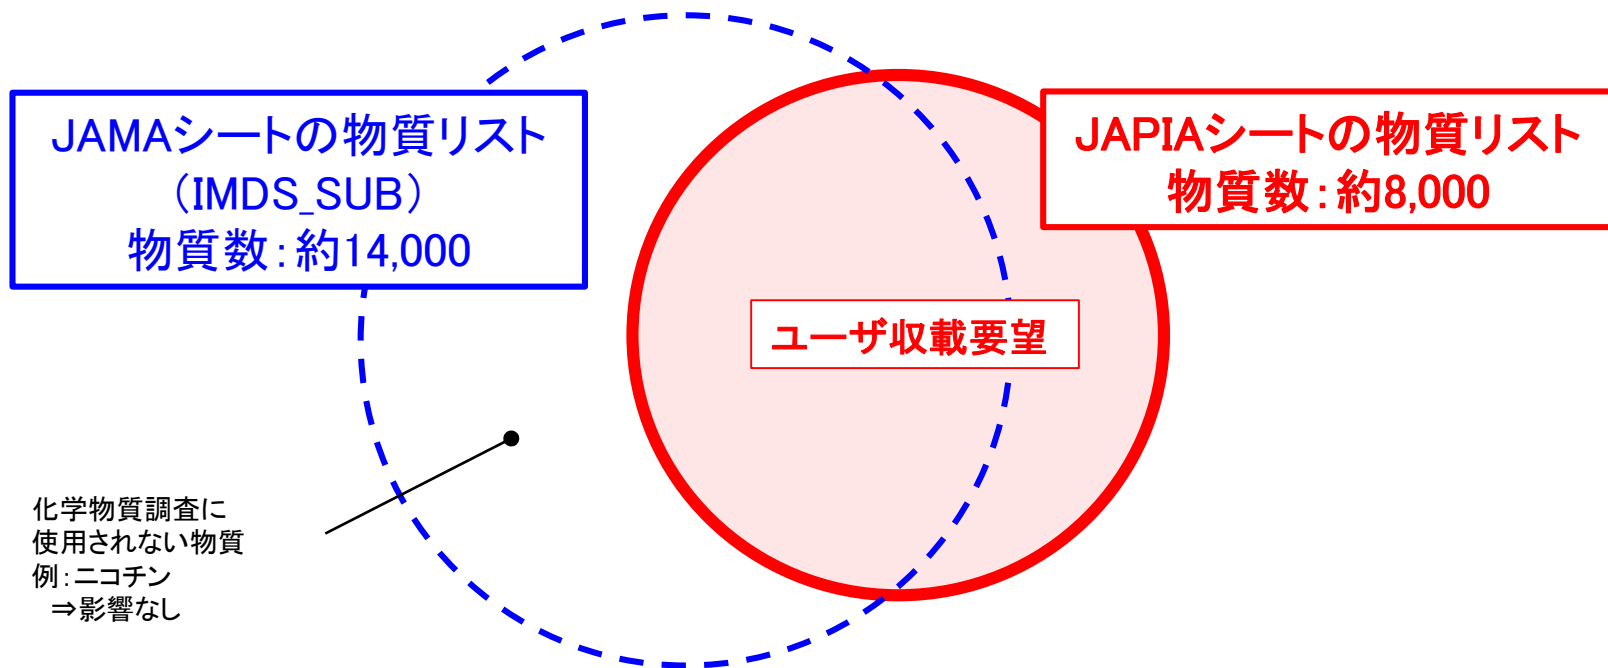 JAMAシートの物質リスト
（IMDS_SUB）
物質数：約14,000
JAPIAシートの物質リスト
物質数：約8,000
ユーザ収載要望
化学物質調査に
使用されない物質
例：ニコチン
⇒影響なし